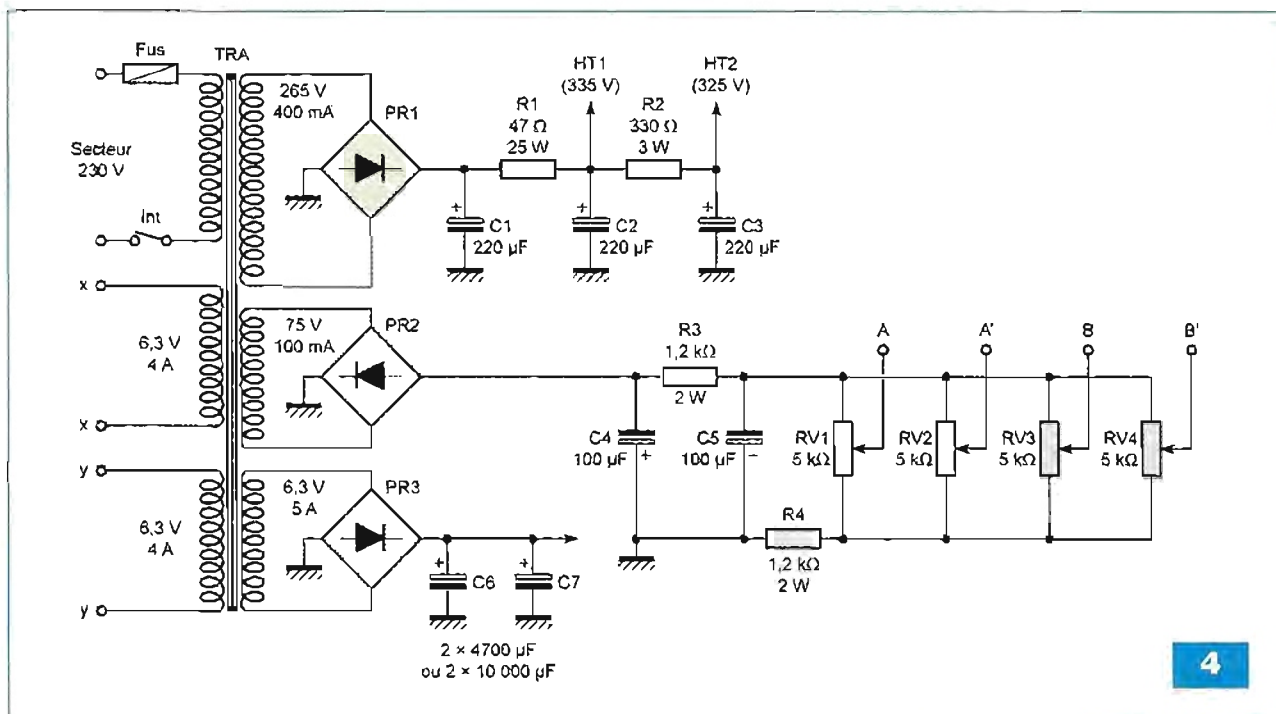 Fus
TRA
Secteur
230 V
Int
265 V
400 mA
PR1
R1
47 Ω
25 W
HT1
(335 V)
R2
330 Ω
3 W
HT2
(325 V)
+
C1
220 µF
+
C2
220 µF
+
C3
220 µF
x
6,3 V
4 A
x
75 V
100 mA
PR2
R3
1,2 kΩ
2 W
A
A'
B
B'
C4
100 µF
+
C5
100 µF
–
RV1
5 kΩ
RV2
5 kΩ
RV3
5 kΩ
RV4
5 kΩ
R4
1,2 kΩ
2 W
y
6,3 V
4 A
y
6,3 V
5 A
PR3
+
C6
+
C7
2 × 4700 µF
ou 2 × 10 000 µF
4